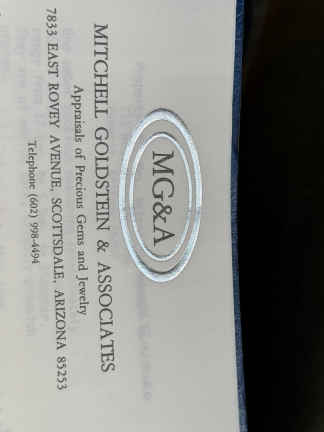 MG&A
MITCHELL GOLDSTEIN & ASSOCIATES
Appraisals of Precious Gems and Jewelry
7833 EAST ROVEY AVENUE, SCOTTSDALE, ARIZONA 85253
Telephone (602) 998-4494